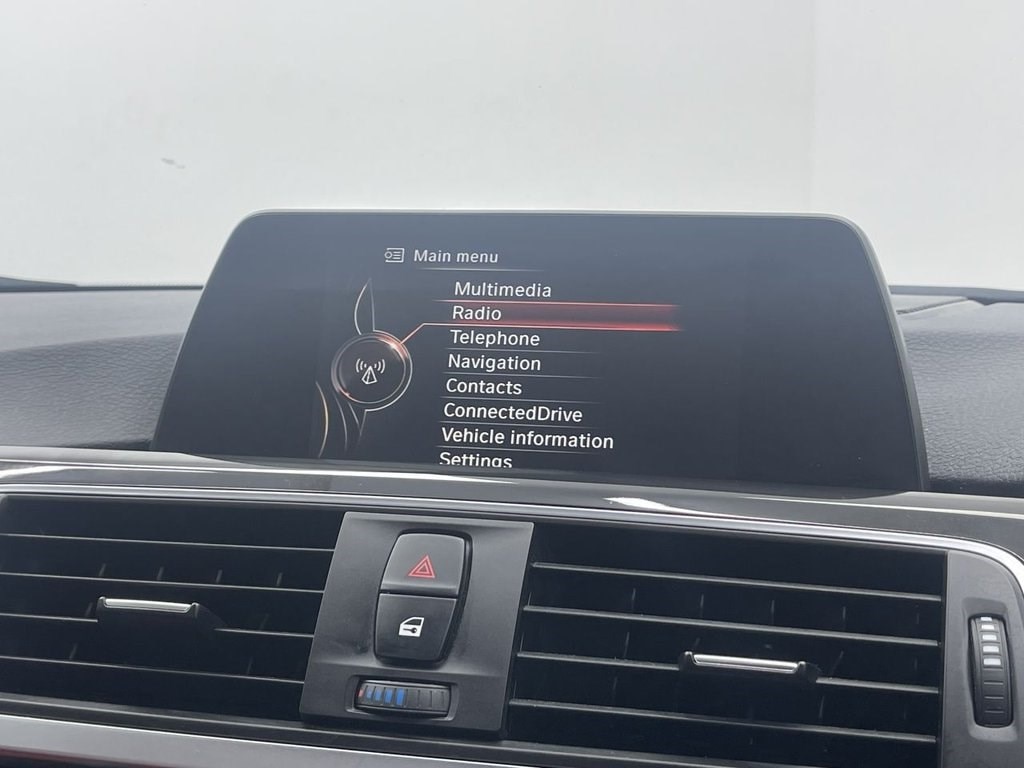 Main menu
Multimedia
Radio
Telephone
Navigation
Contacts
ConnectedDrive
Vehicle information
Settings